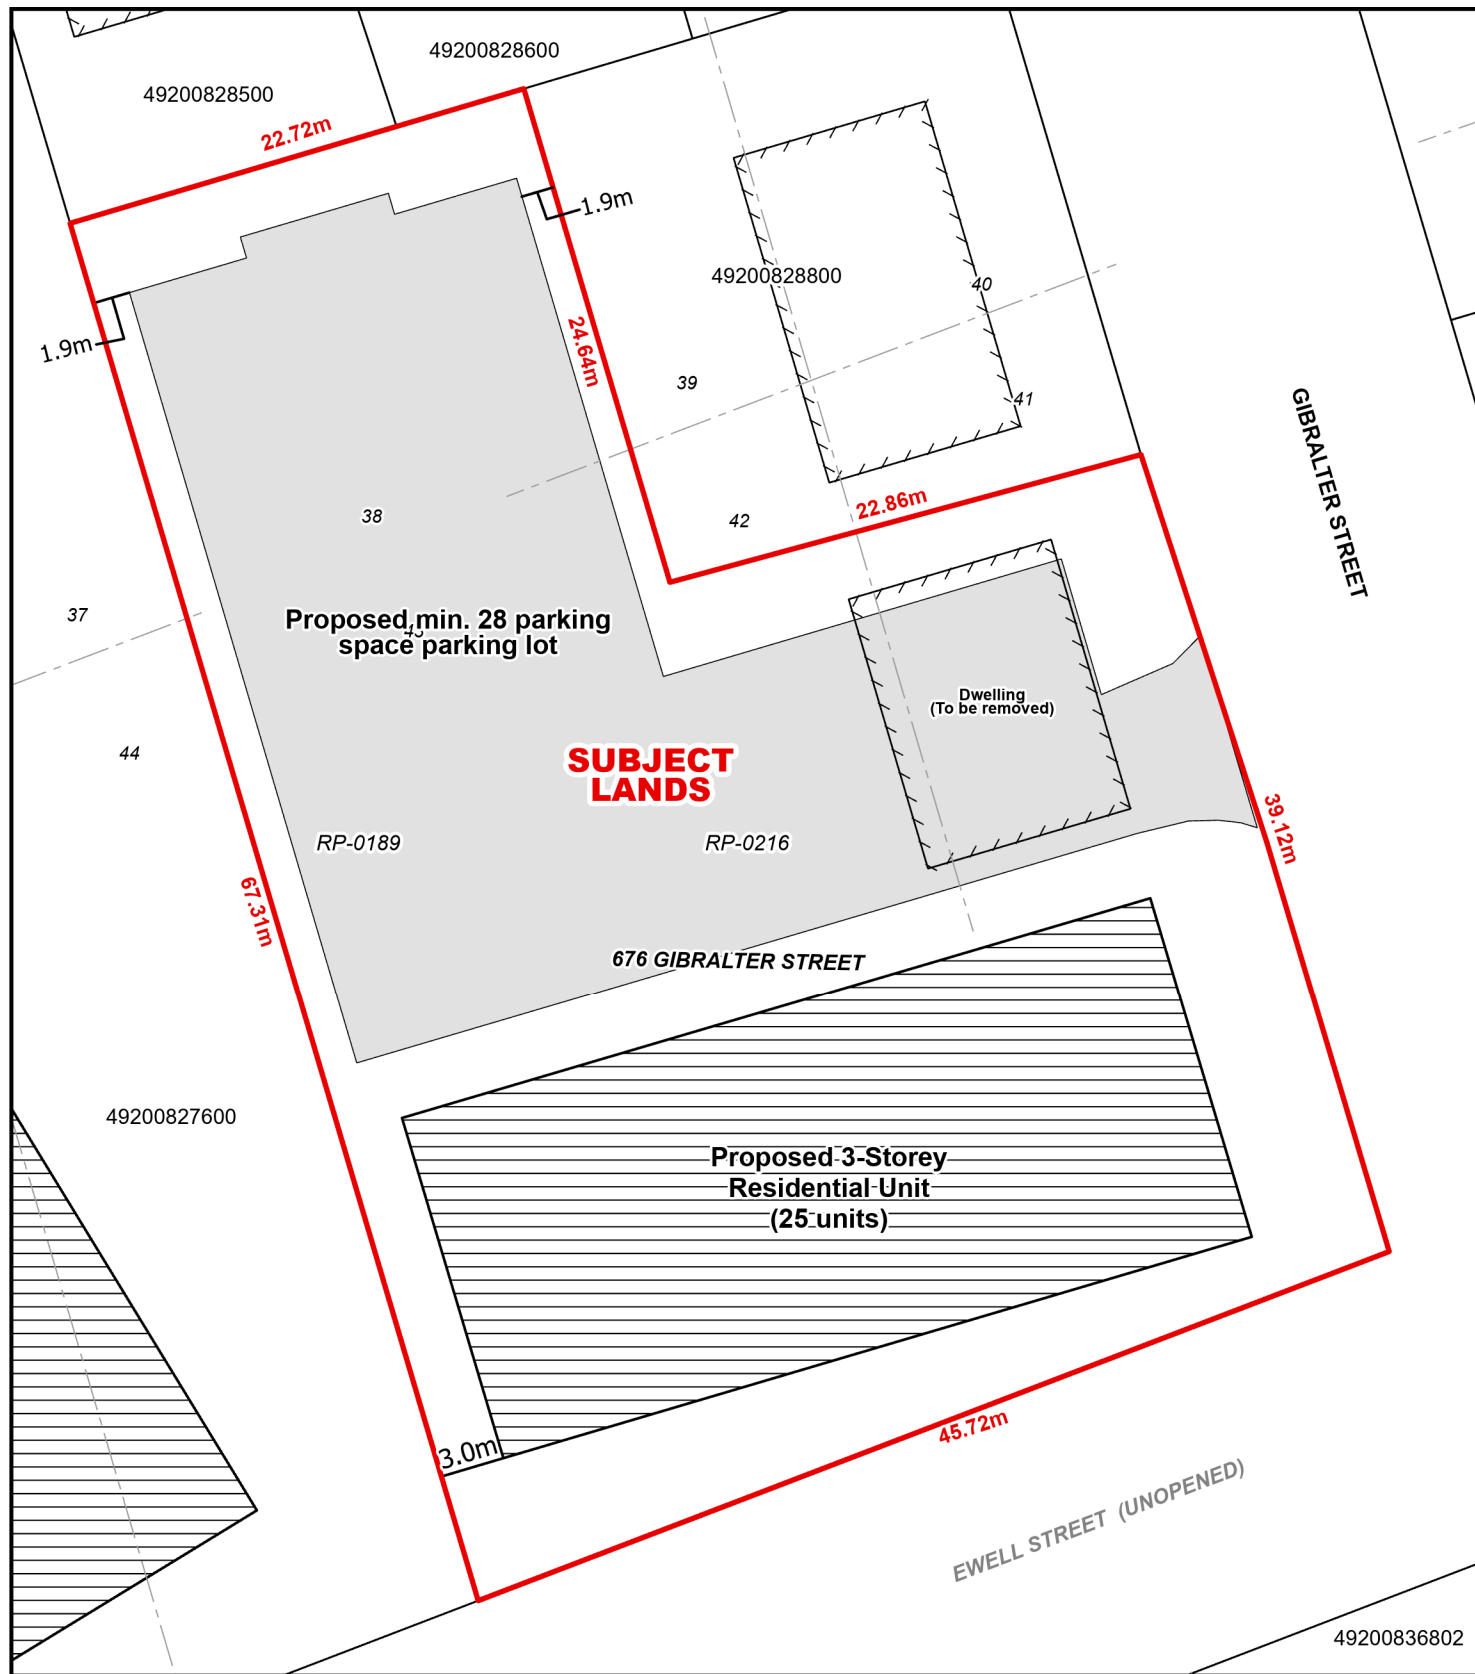 49200828600
49200828500
22.72m
1.9m
49200828800
40
1.9m
24.64m
39
41
GIBRALTER STREET
22.86m
38
42
37
Proposed min. 28 parking
space parking lot
Dwelling
(To be removed)
44
SUBJECT
LANDS
RP-0189
RP-0216
39.12m
67.31m
676 GIBRALTER STREET
49200827600
Proposed 3-Storey
Residential Unit
(25 units)
3.0m
45.72m
EWELL STREET (UNOPENED)
49200836802